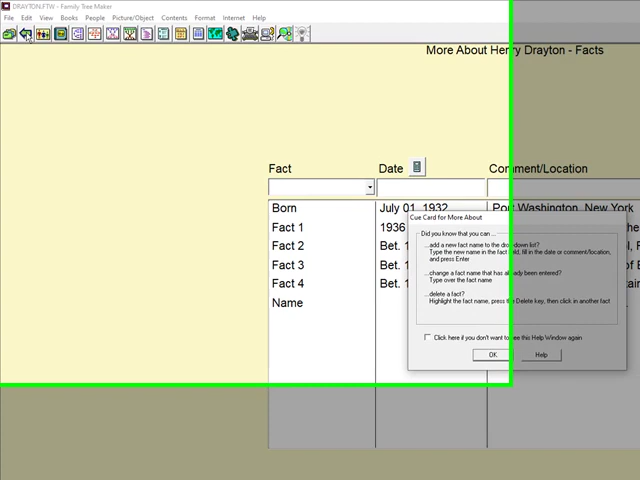 DRAYTON.FTW - Family Tree Maker
File Edit View Books People Picture/Object Contents Format Internet Help
More About Henry Drayton - Facts
Fact Date Comment/Location
Born July 01, 1932 Port Washington, New York
Fact 1 1936
Fact 2 Bet. 1
Fact 3 Bet. 1
Fact 4 Bet. 1
Name
Cue Card for More About
Did you know that you can ...
...add a new fact name to the drop-down list?
Type the new name in the fact field, fill in the date or comment/location,
and press Enter
...change a fact name that has already been entered?
Type over the fact name
...delete a fact?
Highlight the fact name, press the Delete key, then click in another fact
Click here if you don't want to see this Help Window again
OK Help